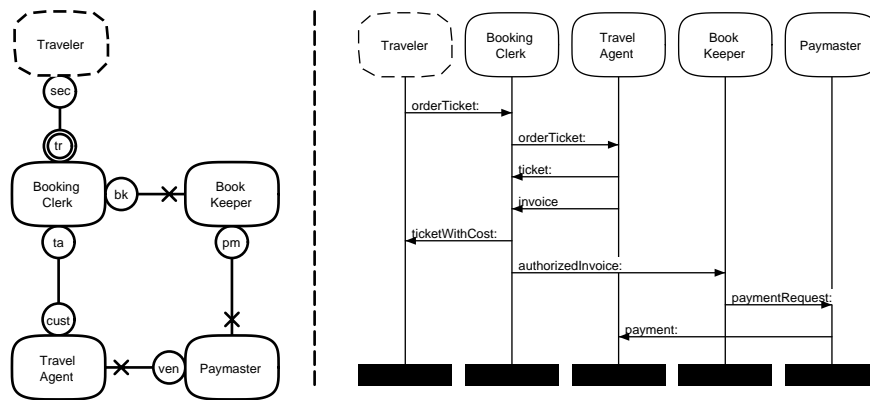 Traveler
sec
tr
Booking
Clerk
bk
Book
Keeper
ta
pm
cust
Travel
Agent
ven
Paymaster
Traveler
Booking
Clerk
Travel
Agent
Book
Keeper
Paymaster
orderTicket:
orderTicket:
ticket:
invoice
ticketWithCost:
authorizedInvoice:
paymentRequest:
payment: